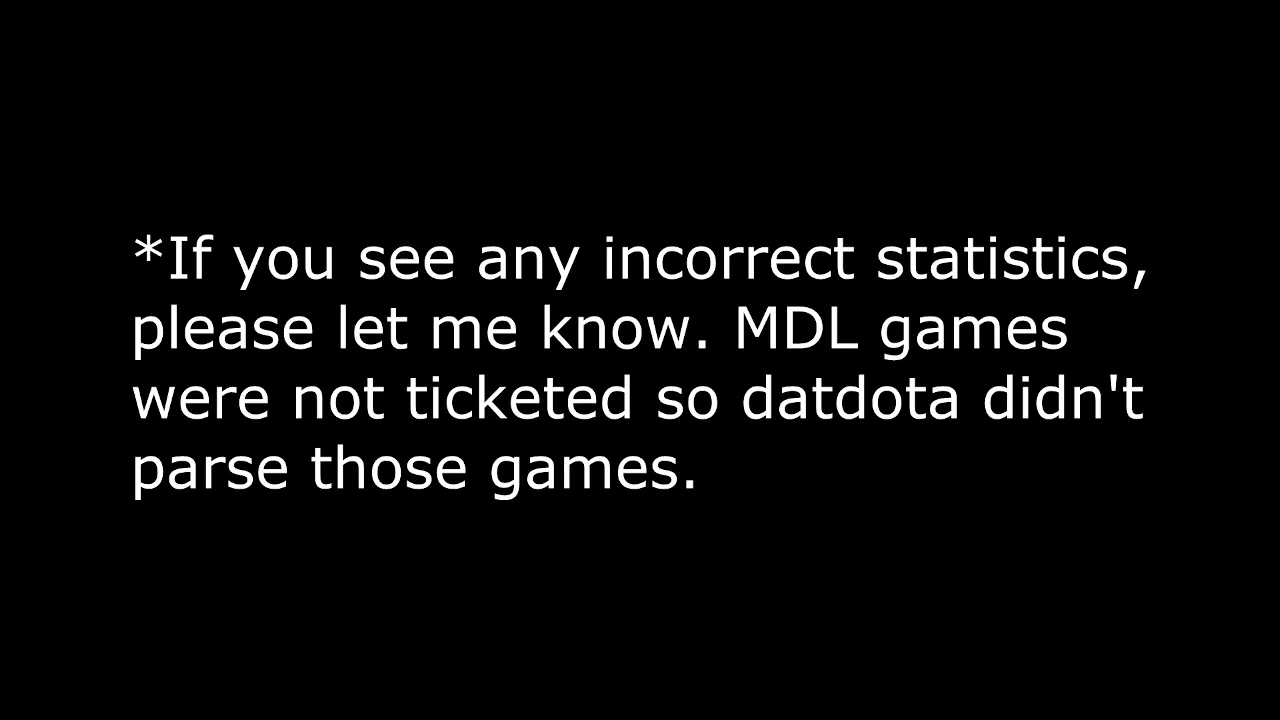 *If you see any incorrect statistics,
please let me know. MDL games
were not ticketed so datdota didn't
parse those games.